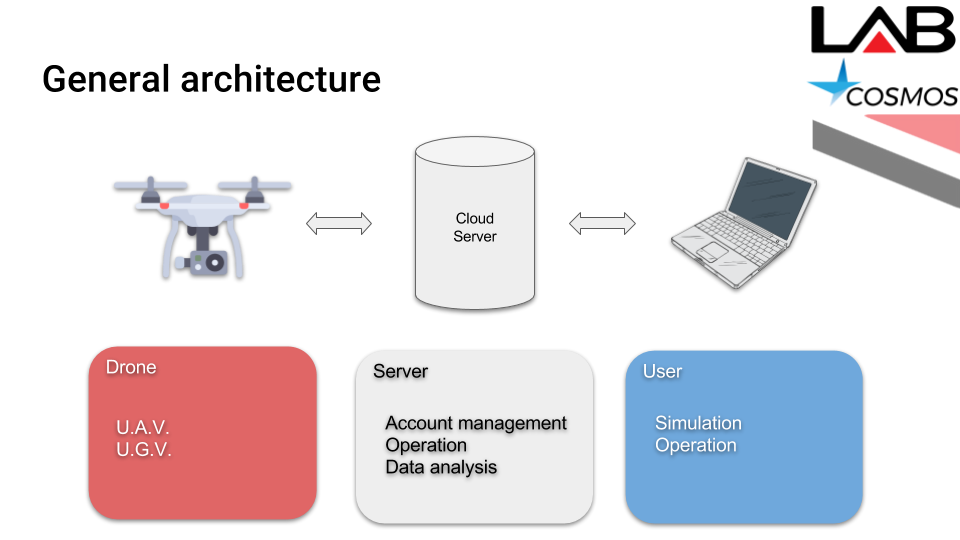 LAB
COSMOS
General architecture
Cloud
Server
Drone
U.A.V.
U.G.V.
Server
Account management
Operation
Data analysis
User
Simulation
Operation